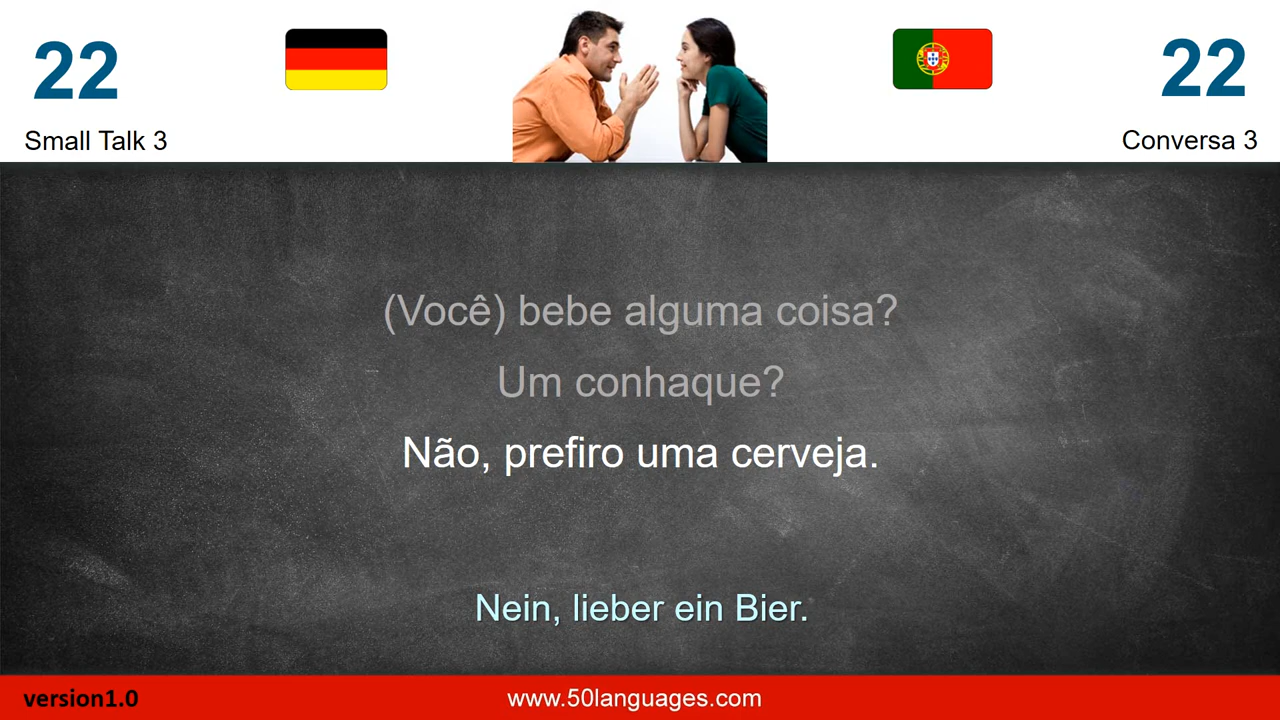 22
22
Small Talk 3
Conversa 3
(Você) bebe alguma coisa?
Um conhaque?
Não, prefiro uma cerveja.
Nein, lieber ein Bier.
version1.0
www.50languages.com